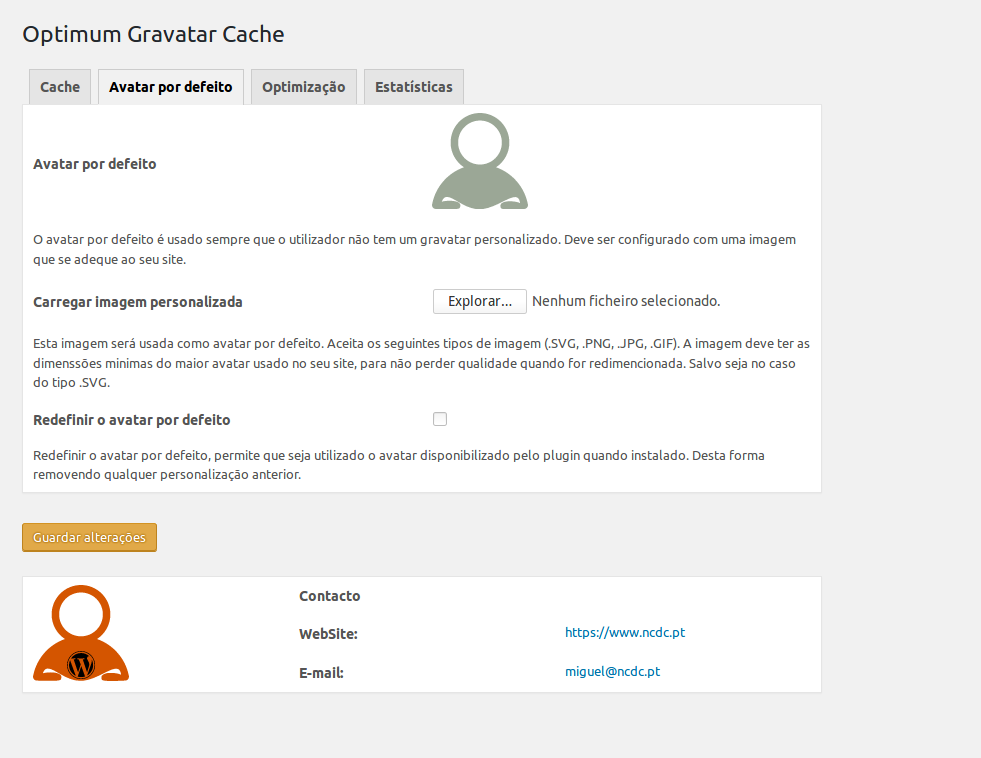 Optimum Gravatar Cache
Cache
Avatar por defeito
Optimização
Estatísticas
Avatar por defeito
O avatar por defeito é usado sempre que o utilizador não tem um gravatar personalizado. Deve ser configurado com uma imagem
que se adeque ao seu site.
Carregar imagem personalizada
Explorar...
Nenhum ficheiro selecionado.
Esta imagem será usada como avatar por defeito. Aceita os seguintes tipos de imagem (.SVG, .PNG, .JPG, .GIF). A imagem deve ter as
dimenssões minimas do maior avatar usado no seu site, para não perder qualidade quando for redimencionada. Salvo seja no caso
do tipo .SVG.
Redefinir o avatar por defeito
Redefinir o avatar por defeito, permite que seja utilizado o avatar disponibilizado pelo plugin quando instalado. Desta forma
removendo qualquer personalização anterior.
Guardar alterações
Contacto
WebSite:
https://www.ncdc.pt
E-mail:
miguel@ncdc.pt